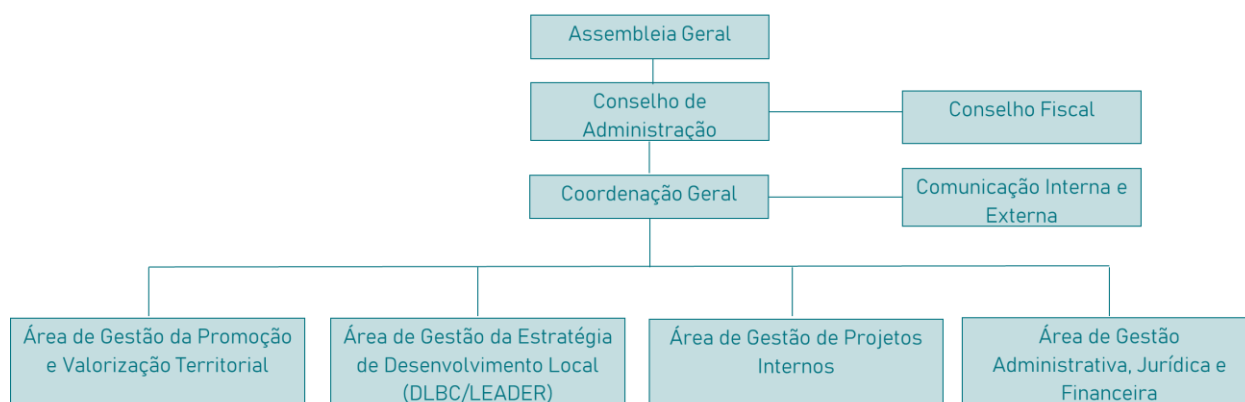 Assembleia Geral
Conselho de
Administração
Conselho Fiscal
Coordenação Geral
Comunicação Interna e
Externa
Área de Gestão da Promoção
e Valorização Territorial
Área de Gestão da Estratégia
de Desenvolvimento Local
(DLBC/LEADER)
Área de Gestão de Projetos
Internos
Área de Gestão
Administrativa, Jurídica e
Financeira